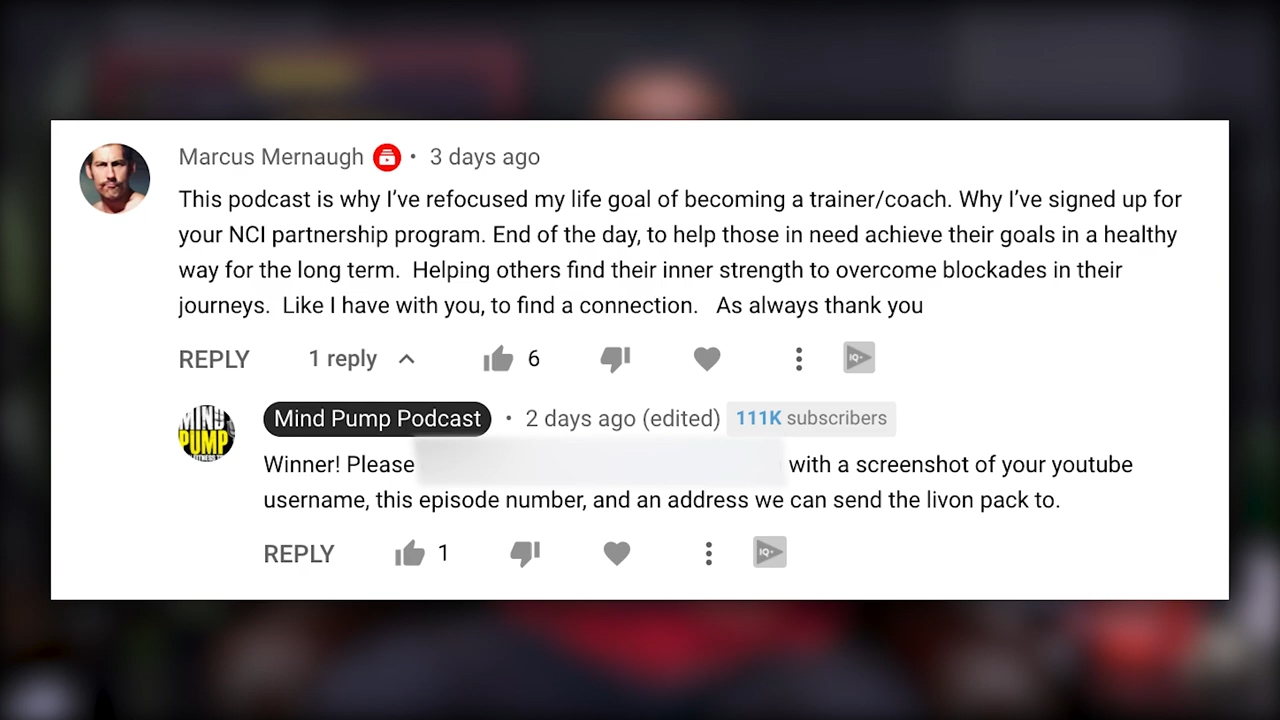 Marcus Mernaugh • 3 days ago
This podcast is why I’ve refocused my life goal of becoming a trainer/coach. Why I’ve signed up for
your NCI partnership program. End of the day, to help those in need achieve their goals in a healthy
way for the long term.  Helping others find their inner strength to overcome blockades in their
journeys.  Like I have with you, to find a connection.   As always thank you
REPLY 1 reply 6 IQ+
MIND PUMP
Mind Pump Podcast • 2 days ago (edited) 111K subscribers
Winner! Please with a screenshot of your youtube
username, this episode number, and an address we can send the livon pack to.
REPLY 1 IQ+